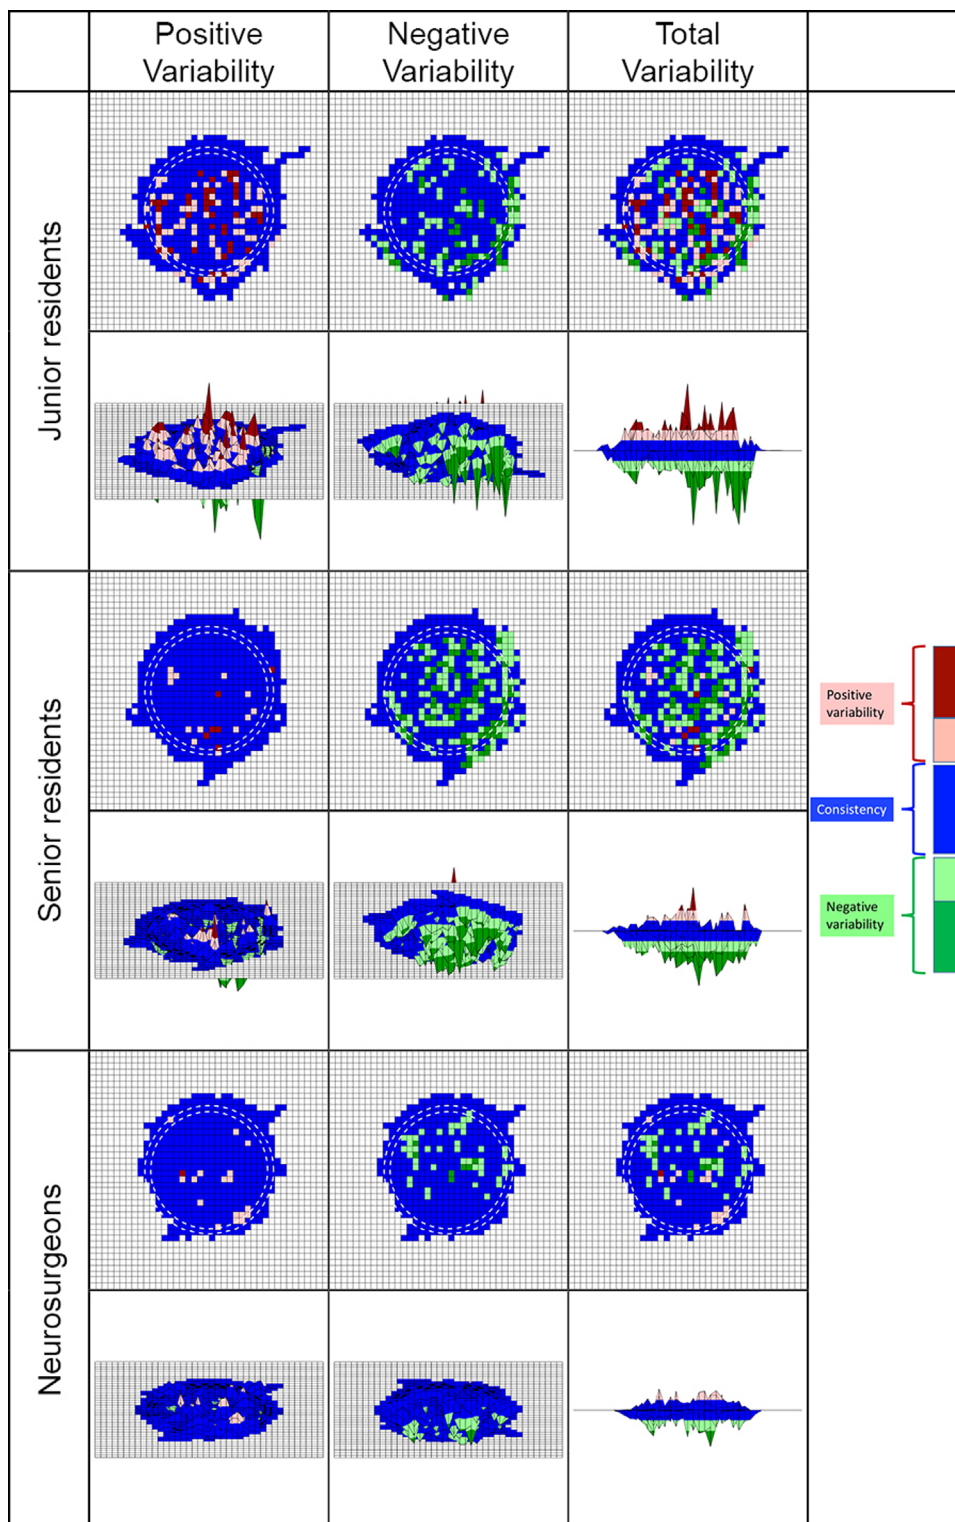 Positive
Variability
Negative
Variability
Total
Variability
Junior residents
Senior residents
Neurosurgeons
Positive
variability
Consistency
Negative
variability